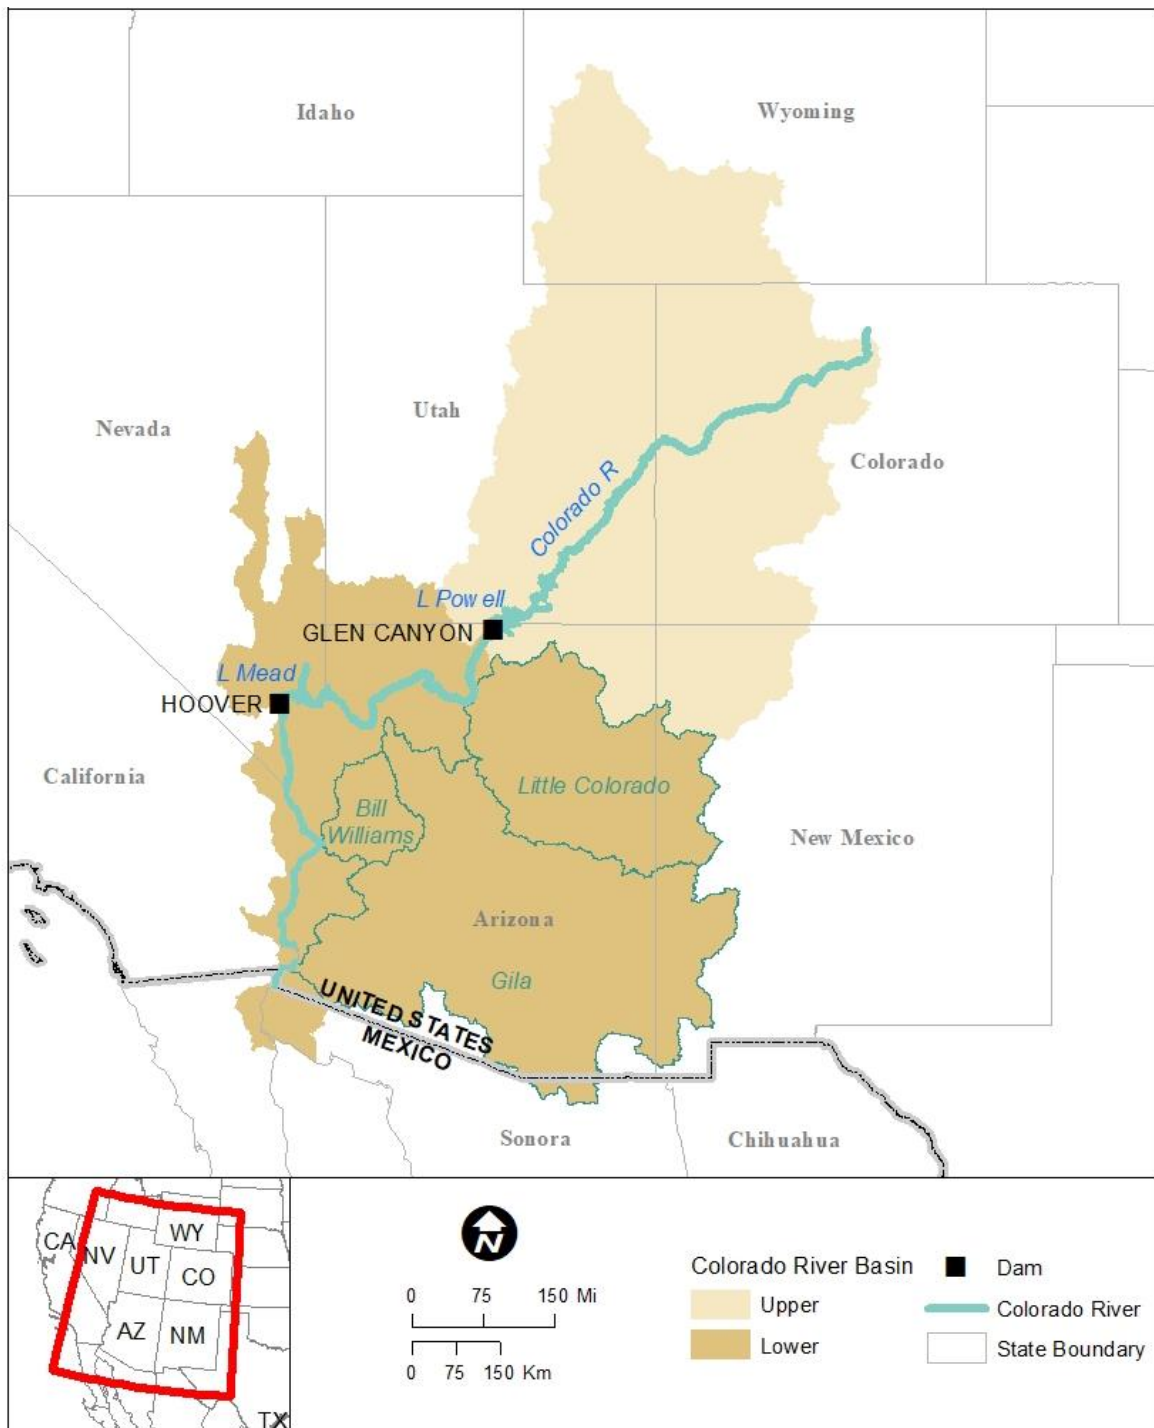 Idaho
Wyoming
Nevada
Utah
Colorado
Colorado R
L Powell
GLEN CANYON
L Mead
HOOVER
California
Little Colorado
Bill
Williams
New Mexico
Arizona
Gila
UNITED STATES
MEXICO
Sonora
Chihuahua
CA
NV
UT
WY
CO
AZ
NM
TX
N
0 75 150 Mi
0 75 150 Km
Colorado River Basin
Upper
Lower
Dam
Colorado River
State Boundary